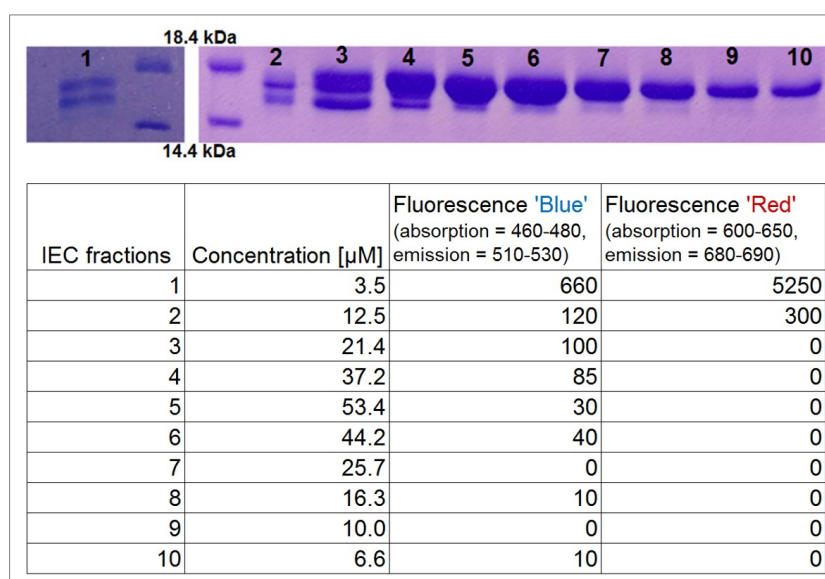 18.4 kDa
1 2 3 4 5 6 7 8 9 10
14.4 kDa
IEC fractions Concentration [µM] Fluorescence 'Blue' (absorption = 460-480, emission = 510-530) Fluorescence 'Red' (absorption = 600-650, emission = 680-690)
1 3.5 660 5250
2 12.5 120 300
3 21.4 100 0
4 37.2 85 0
5 53.4 30 0
6 44.2 40 0
7 25.7 0 0
8 16.3 10 0
9 10.0 0 0
10 6.6 10 0